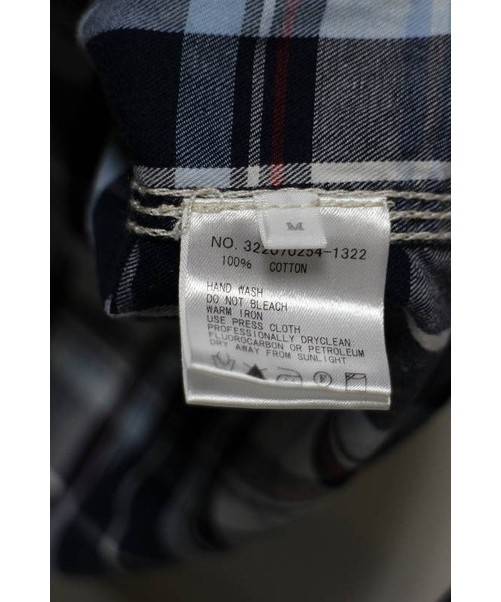 M
NO. 322070254-1322
100% COTTON
HAND WASH
DO NOT BLEACH
WARM IRON
USE PRESS CLOTH
PROFESSIONALLY DRYCLEAN
FLUOROCARBON OR PETROLEUM
DRY AWAY FROM SUNLIGHT